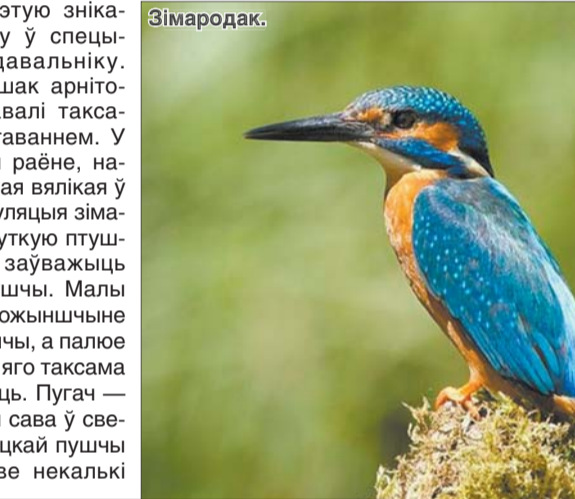 Зімародак.
этую зніка-
у ў спецы-
давальніку.
шак арніто-
валі такса-
таваннем. У
раёне, на-
ая вялікая ў
уляцыя зіма-
уткую птуш-
заўважыць
шчы. Малы
ожыншчыне
чы, а палюе
яго таксама
ць. Пугач —
сава ў све-
цкай пушчы
ве некалькі